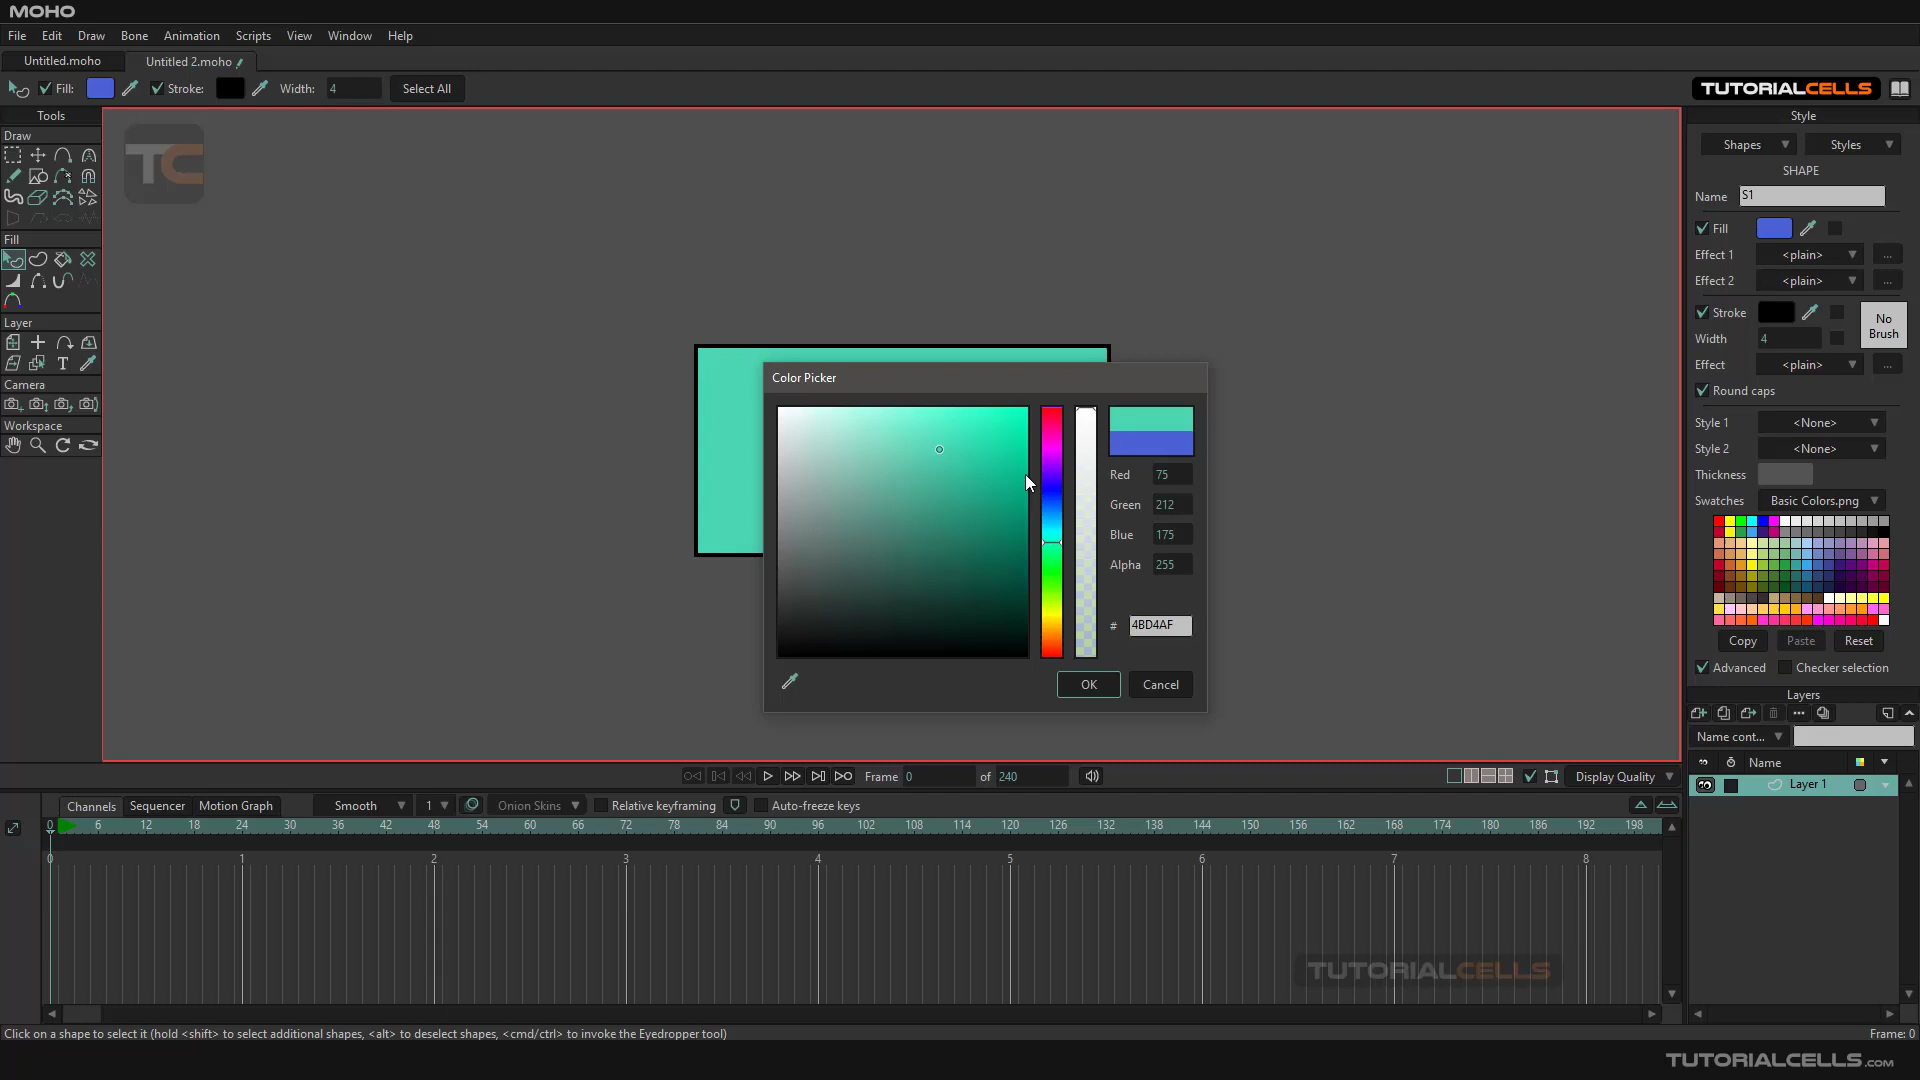 MOHO
File Edit Draw Bone Animation Scripts View Window Help
Untitled.moho Untitled 2.moho
Fill: Stroke: Width: 4 Select All TUTORIALCELLS
Tools
Draw
Fill
Layer
T
Camera
Workspace
TC
Style
Shapes Styles
SHAPE
Name S1
Fill
Effect 1 <plain> ...
Effect 2 <plain> ...
Stroke
No Brush
Width 4
Effect <plain> ...
Round caps
Style 1 <None>
Style 2 <None>
Thickness
Swatches Basic Colors.png
Copy Paste Reset
Advanced Checker selection
Color Picker
Red 75
Green 212
Blue 175
Alpha 255
# 4BD4AF
OK Cancel
Layers
Name cont...
Name
Layer 1
Frame 0 of 240 Display Quality
Channels Sequencer Motion Graph Smooth 1 Onion Skins Relative keyframing Auto-freeze keys
0 6 12 18 24 30 36 42 48 54 60 66 72 78 84 90 96 102 108 114 120 126 132 138 144 150 156 162 168 174 180 186 192 198
0 1 2 3 4 5 6 7 8
TUTORIALCELLS
Click on a shape to select it (hold <shift> to select additional shapes, <alt> to deselect shapes, <cmd/ctrl> to invoke the Eyedropper tool) Frame: 0
TUTORIALCELLS.COM